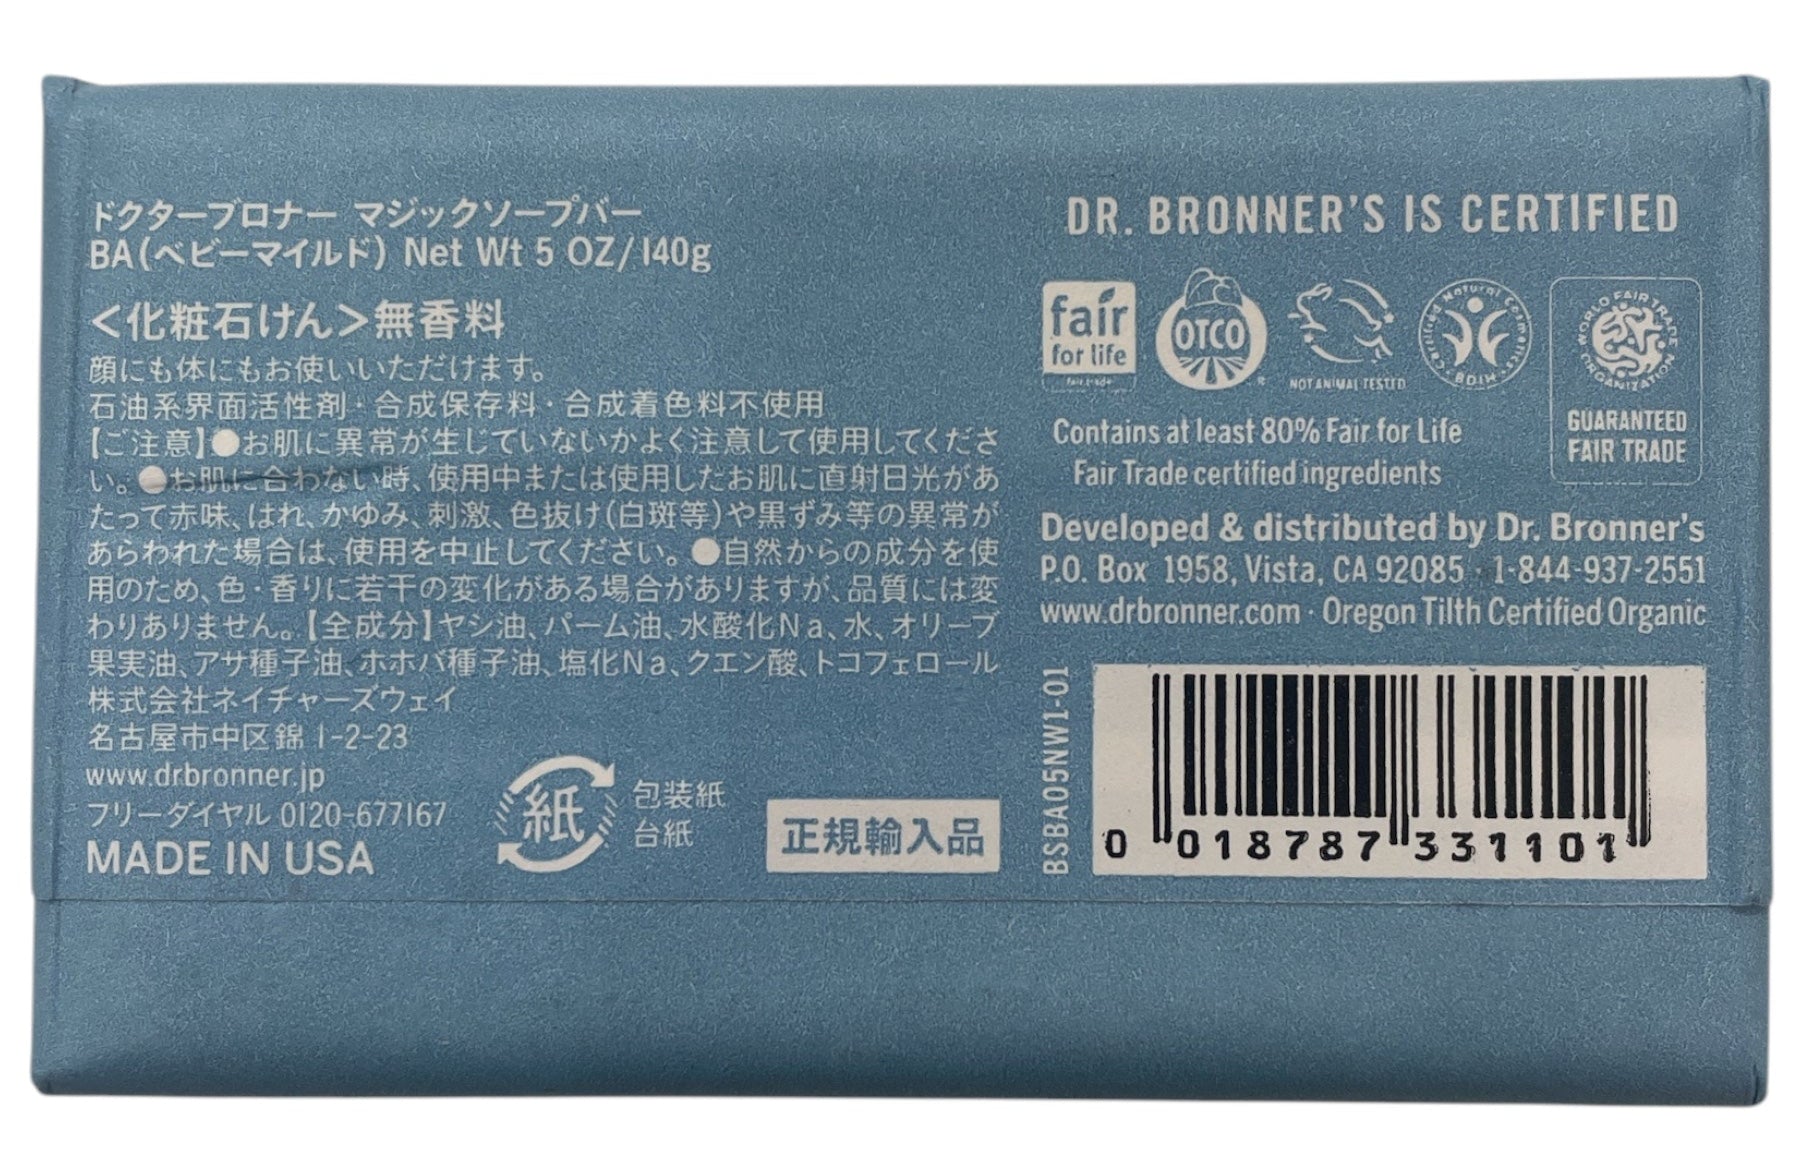 ドクターブロナー マジックソープバー
BA(ベビーマイルド) Net Wt 5 OZ/140g
<化粧石けん>無香料
顔にも体にもお使いいただけます。
石油系界面活性剤・合成保存料・合成着色料不使用
【ご注意】●お肌に異常が生じていないかよく注意して使用してくださ
い。●お肌に合わない時、使用中または使用したお肌に直射日光があ
たって赤味、はれ、かゆみ、刺激、色抜け(白斑等)や黒ずみ等の異常が
あらわれた場合は、使用を中止してください。●自然からの成分を使
用のため、色・香りに若干の変化がある場合がありますが、品質には変
わりありません。【全成分】ヤシ油、パーム油、水酸化Na、水、オリーブ
果実油、アサ種子油、ホホバ種子油、塩化Na、クエン酸、トコフェロール
株式会社ネイチャーズウェイ
名古屋市中区錦 1-2-23
www.drbronner.jp
フリーダイヤル 0120-677167
MADE IN USA
紙
包装紙
台紙
正規輸入品
DR. BRONNER'S IS CERTIFIED
fair
for life
fair trade
OTCO
®
NOT ANIMAL TESTED
Certified Natural Cosmetics
BDIH
WORLD FAIR TRADE ORGANIZATION
GUARANTEED
FAIR TRADE
Contains at least 80% Fair for Life
Fair Trade certified ingredients
Developed & distributed by Dr. Bronner's
P.O. Box 1958, Vista, CA 92085 · 1-844-937-2551
www.drbronner.com · Oregon Tilth Certified Organic
BSBA05NW1-01
0 018787 331101